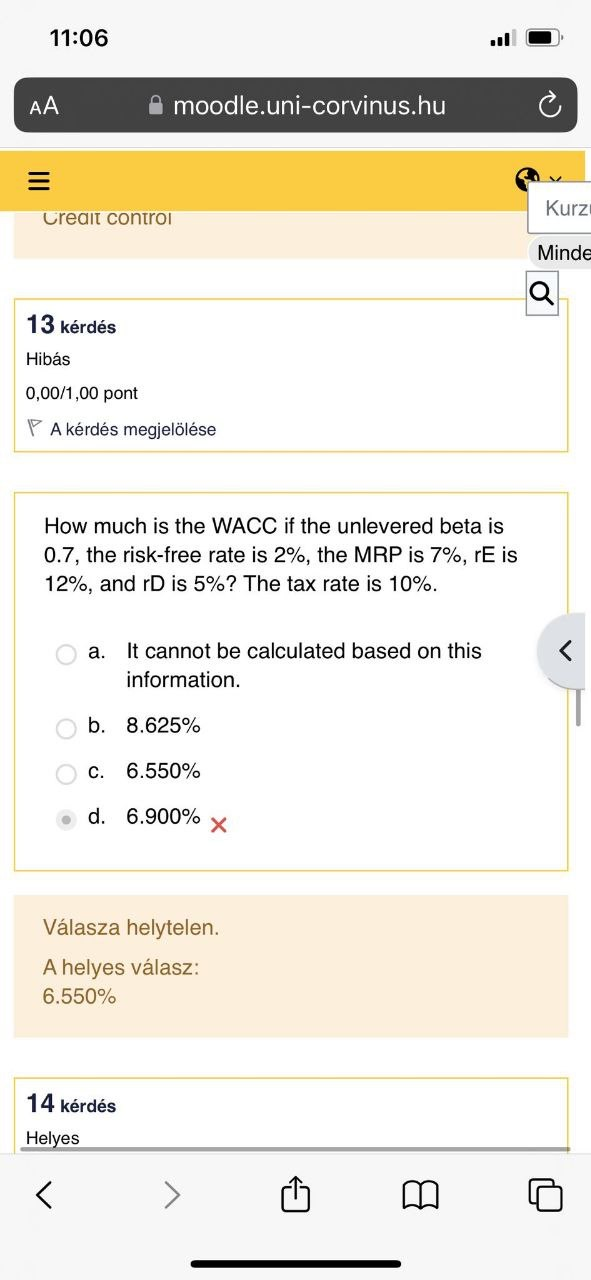 11:06
AA moodle.uni-corvinus.hu
Credit control
Kurz
Minde
13 kérdés
Hibás
0,00/1,00 pont
A kérdés megjelölése
How much is the WACC if the unlevered beta is
0.7, the risk-free rate is 2%, the MRP is 7%, rE is
12%, and rD is 5%? The tax rate is 10%.
a. It cannot be calculated based on this
information.
b. 8.625%
c. 6.550%
d. 6.900%
Válasza helytelen.
A helyes válasz:
6.550%
14 kérdés
Helyes